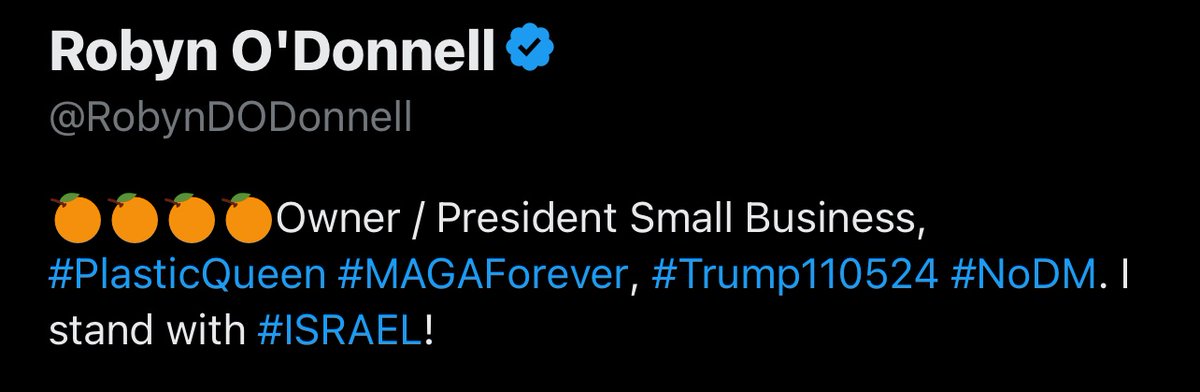 Robyn O'Donnell
@RobynDODonnell
🍊🍊🍊🍊Owner / President Small Business,
#PlasticQueen #MAGAForever, #Trump110524 #NoDM. I
stand with #ISRAEL!